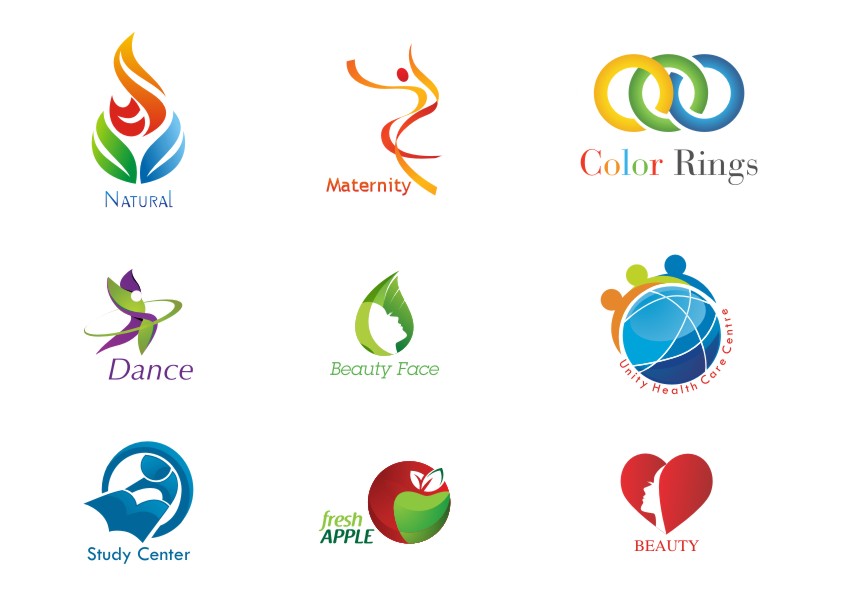 Natural
Maternity
Color Rings
Dance
Beauty Face
Unity Health Care Centre
Study Center
fresh
APPLE
BEAUTY